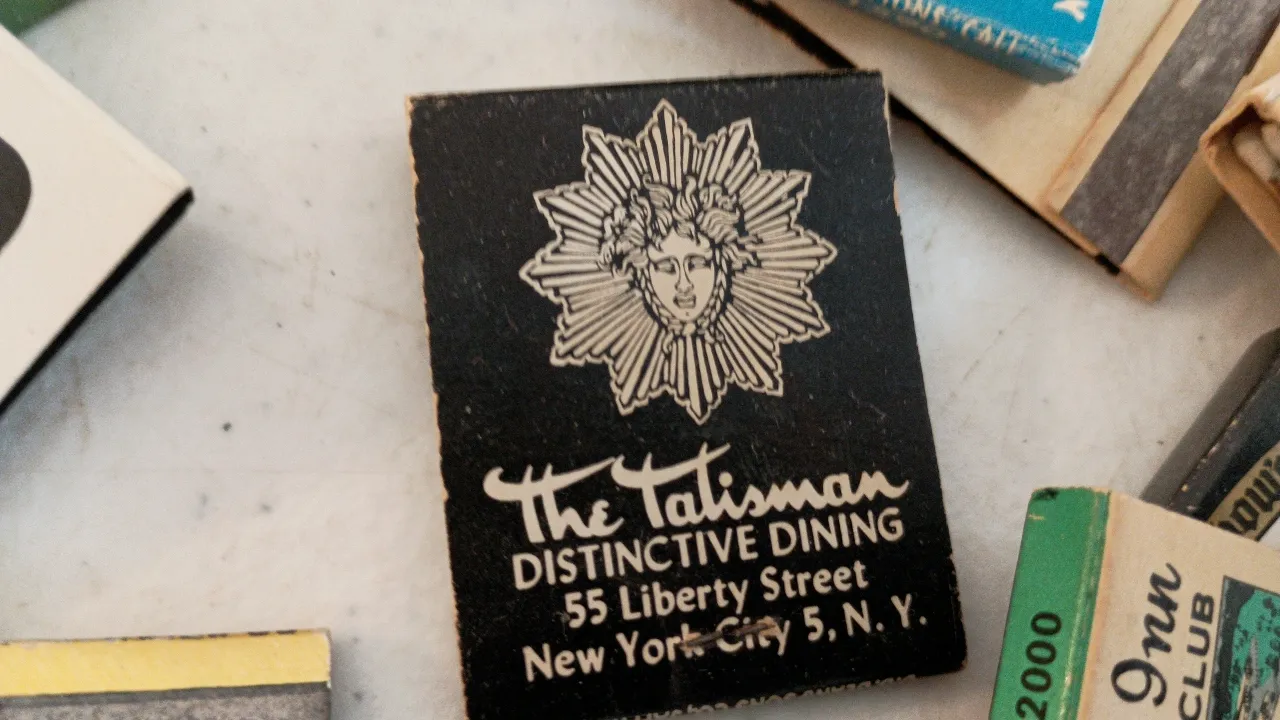 The Talisman
DISTINCTIVE DINING
55 Liberty Street
New York City 5, N. Y.
2000
Inn
CLUB